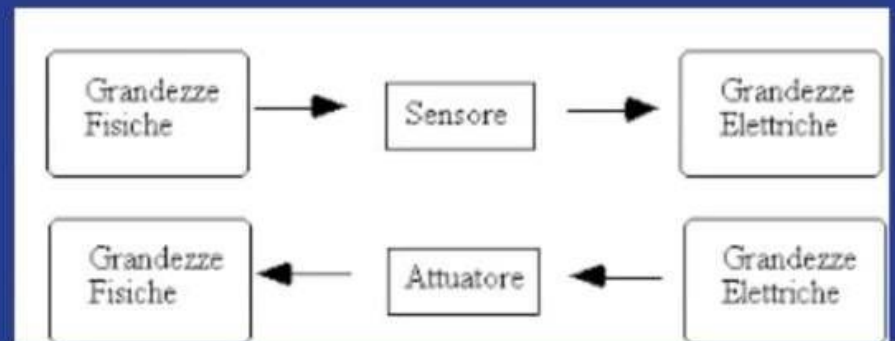 Grandezze
Fisiche
Sensore
Grandezze
Elettriche
Grandezze
Fisiche
Attuatore
Grandezze
Elettriche